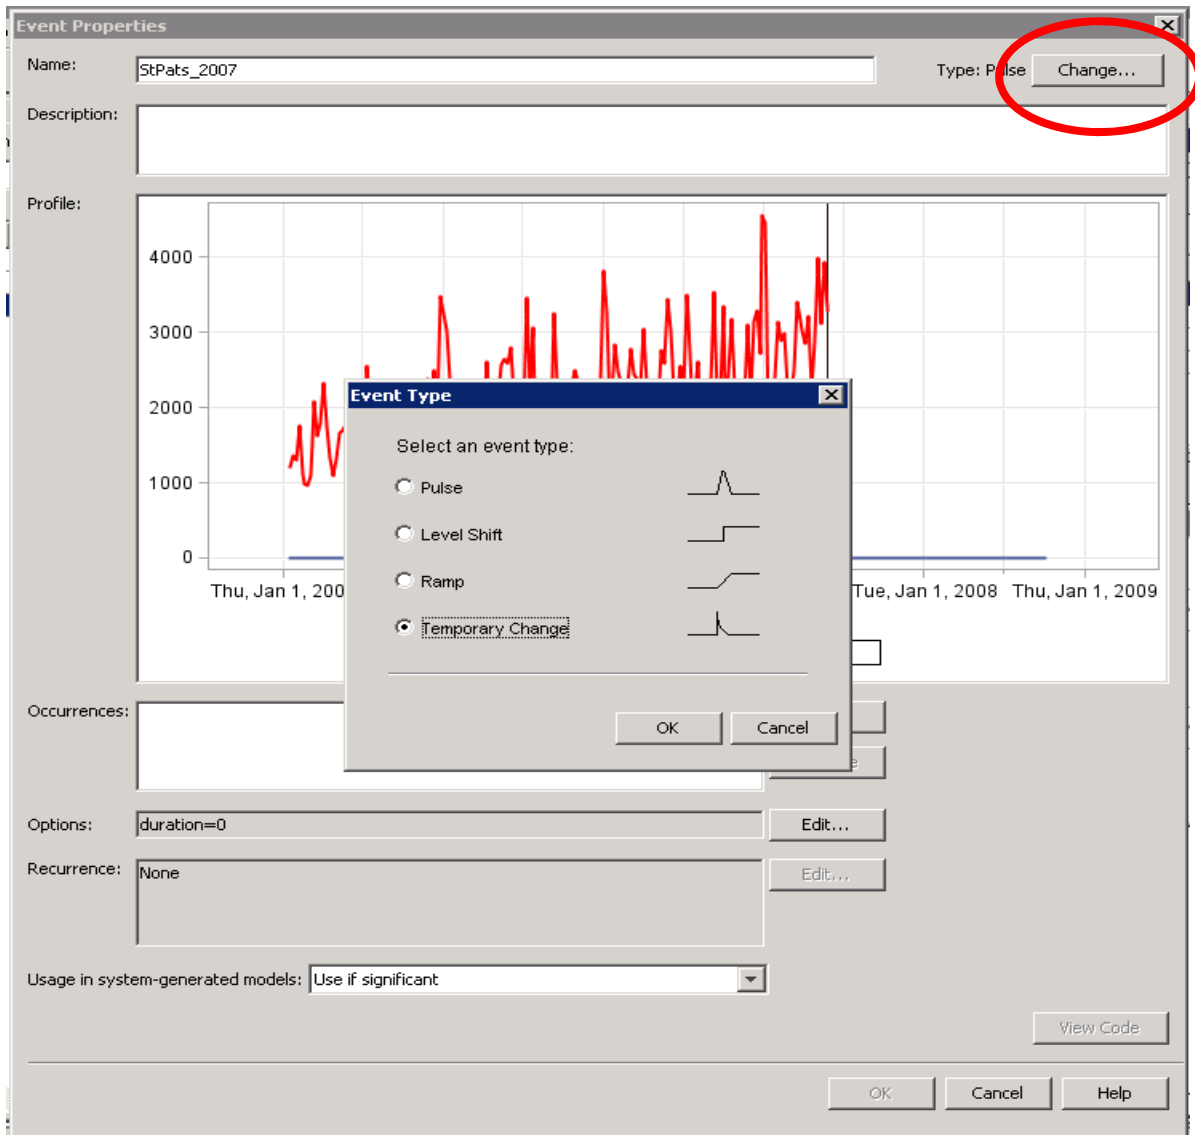 Event Properties
Name: StPats_2007 Type: Pulse Change...
Description:
Profile:
4000
3000
2000
1000
0
Thu, Jan 1, 200 Tue, Jan 1, 2008 Thu, Jan 1, 2009
Event Type
Select an event type:
Pulse
Level Shift
Ramp
Temporary Change
OK Cancel
Occurrences:
Options: duration=0 Edit...
Recurrence: None Edit...
Usage in system-generated models: Use if significant
View Code
OK Cancel Help